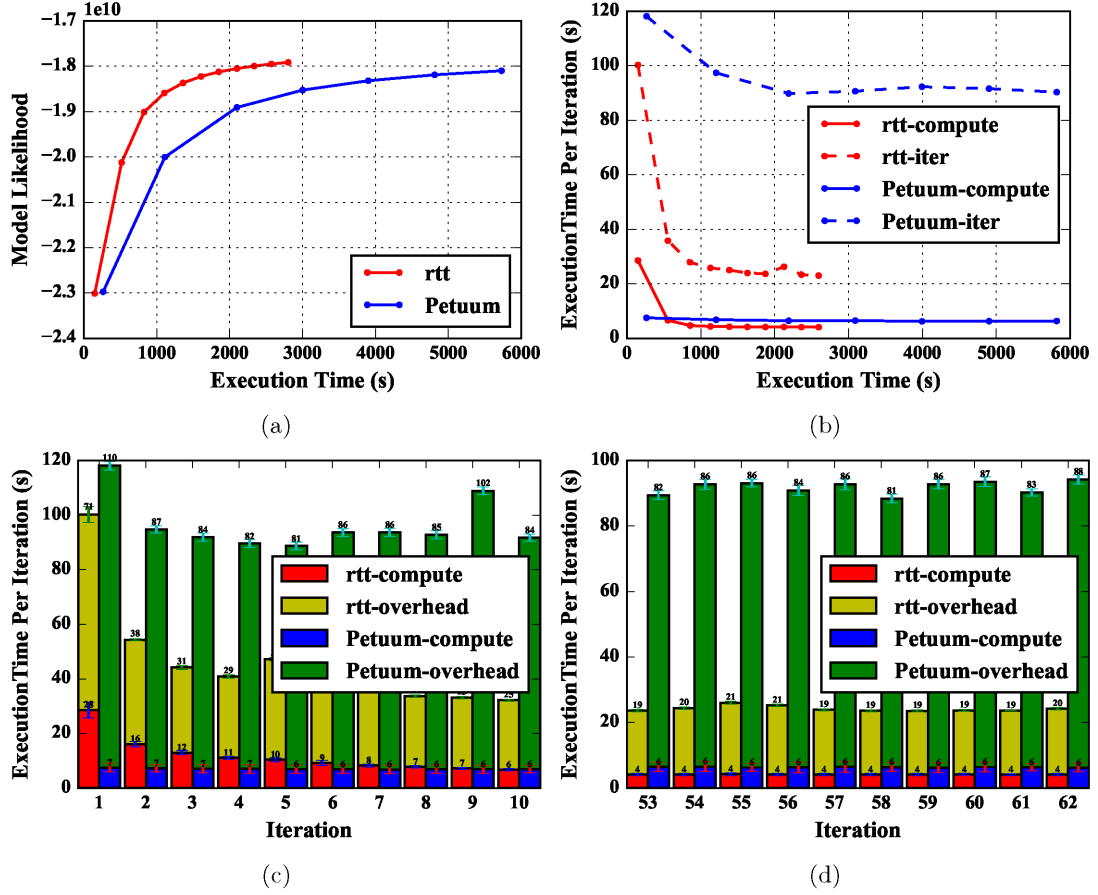 1e10
−1.7
−1.8
−1.9
−2.0
−2.1
−2.2
−2.3
−2.4
Model Likelihood
0 1000 2000 3000 4000 5000 6000
Execution Time (s)
rtt
Petuum
(a)
120
100
80
60
40
20
0
ExecutionTime Per Iteration (s)
0 1000 2000 3000 4000 5000 6000
Execution Time (s)
rtt-compute
rtt-iter
Petuum-compute
Petuum-iter
(b)
120
100
80
60
40
20
0
ExecutionTime Per Iteration (s)
110
71 87 84 82 81 86 86 85 102 84
38 31 29
28 16 12 11 10 9 8 7 7 6
7 7 7 7 6 6 6 6 6 6
rtt-compute
rtt-overhead
Petuum-compute
Petuum-overhead
1 2 3 4 5 6 7 8 9 10
Iteration
(c)
100
80
60
40
20
0
ExecutionTime Per Iteration (s)
82 86 86 84 86 81 86 87 83 88
19 20 21 21 19 19 19 19 19 20
4 4 4 4 4 4 4 4 4 4
6 6 6 6 6 6 6 6 6 6
rtt-compute
rtt-overhead
Petuum-compute
Petuum-overhead
53 54 55 56 57 58 59 60 61 62
Iteration
(d)